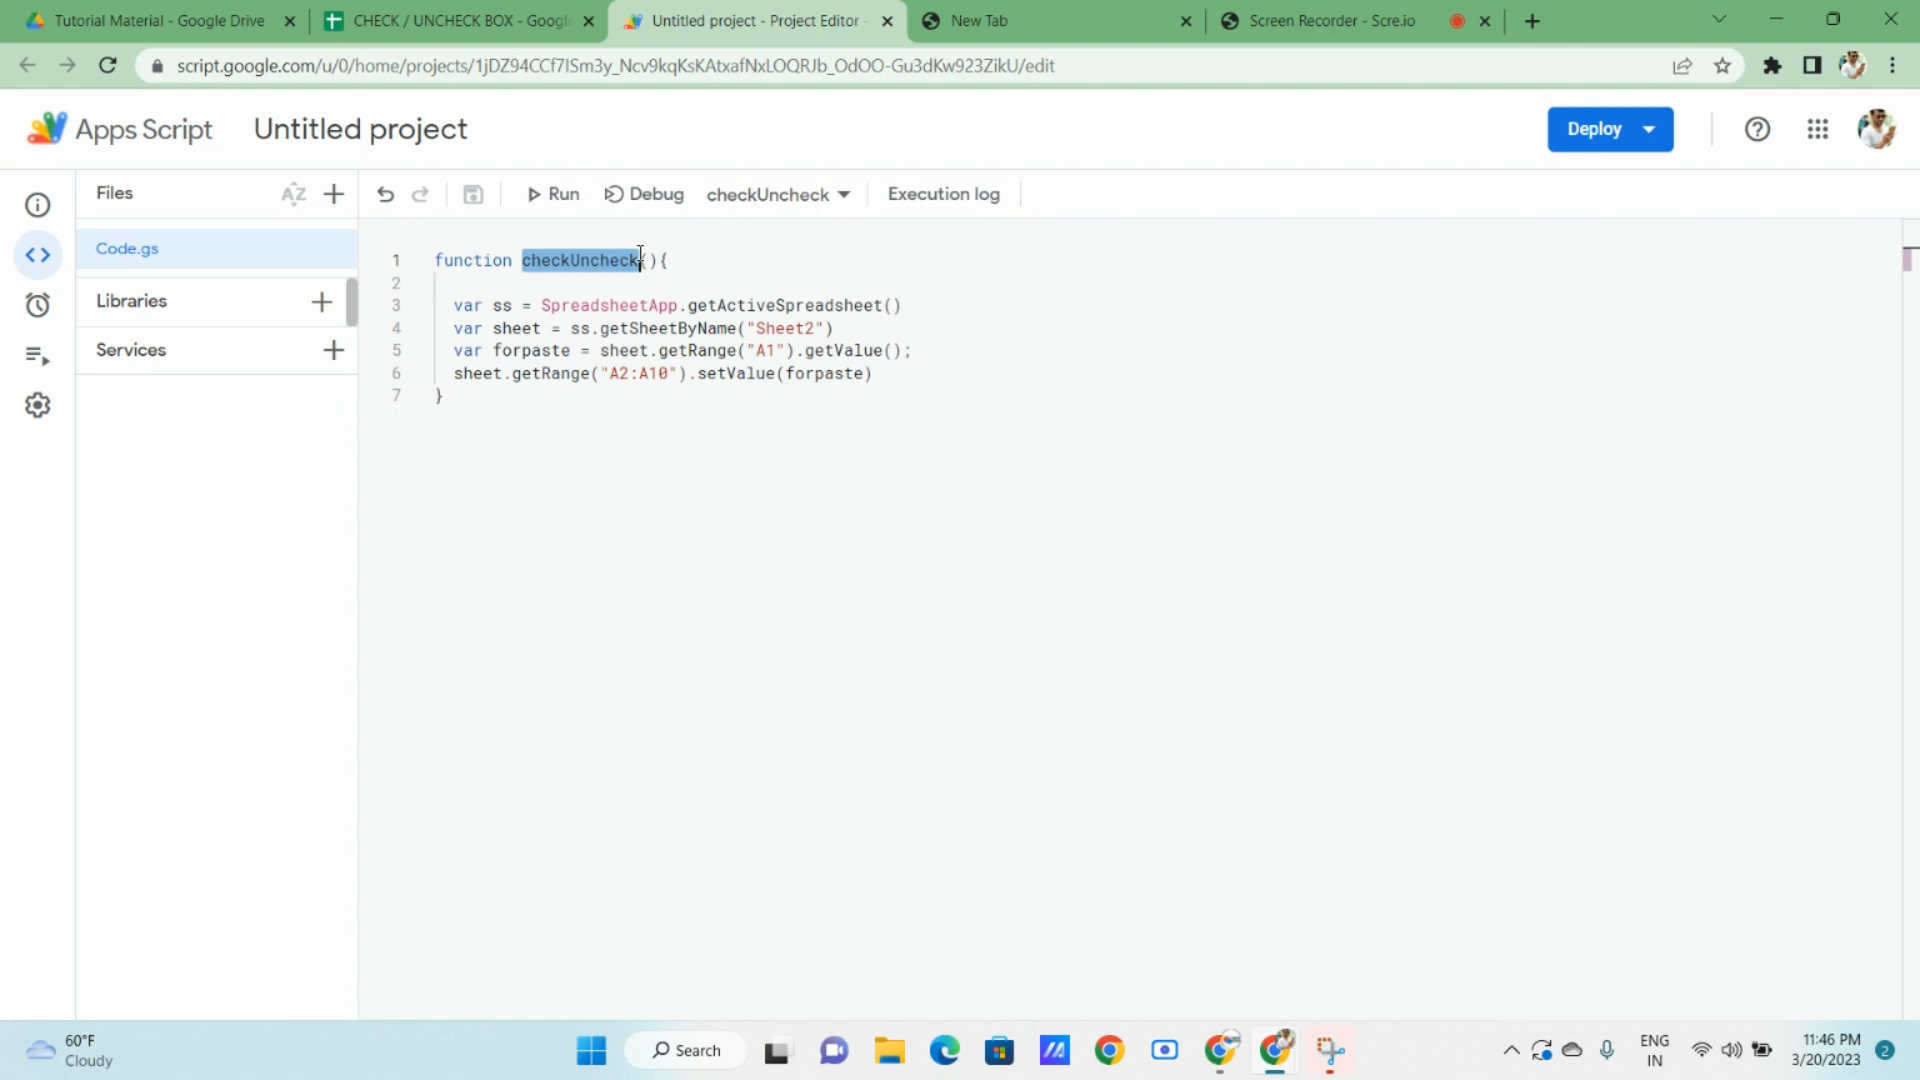 Tutorial Material - Google Drive
CHECK / UNCHECK BOX - Googl
Untitled project - Project Editor -
New Tab
Screen Recorder - Scre.io
script.google.com/u/0/home/projects/1jDZ94CCf7ISm3y_Ncv9kqKsKAtxafNxLOQRJb_OdOO-Gu3dKw923ZikU/edit
Apps Script
Untitled project
Deploy
Files
AZ
Run
Debug
checkUncheck
Execution log
Code.gs
Libraries
Services
1 function checkUncheck(){
2
3 var ss = SpreadsheetApp.getActiveSpreadsheet()
4 var sheet = ss.getSheetByName("Sheet2")
5 var forpaste = sheet.getRange("A1").getValue();
6 sheet.getRange("A2:A10").setValue(forpaste)
7 }
60°F
Cloudy
Search
ENG
IN
11:46 PM
3/20/2023
2